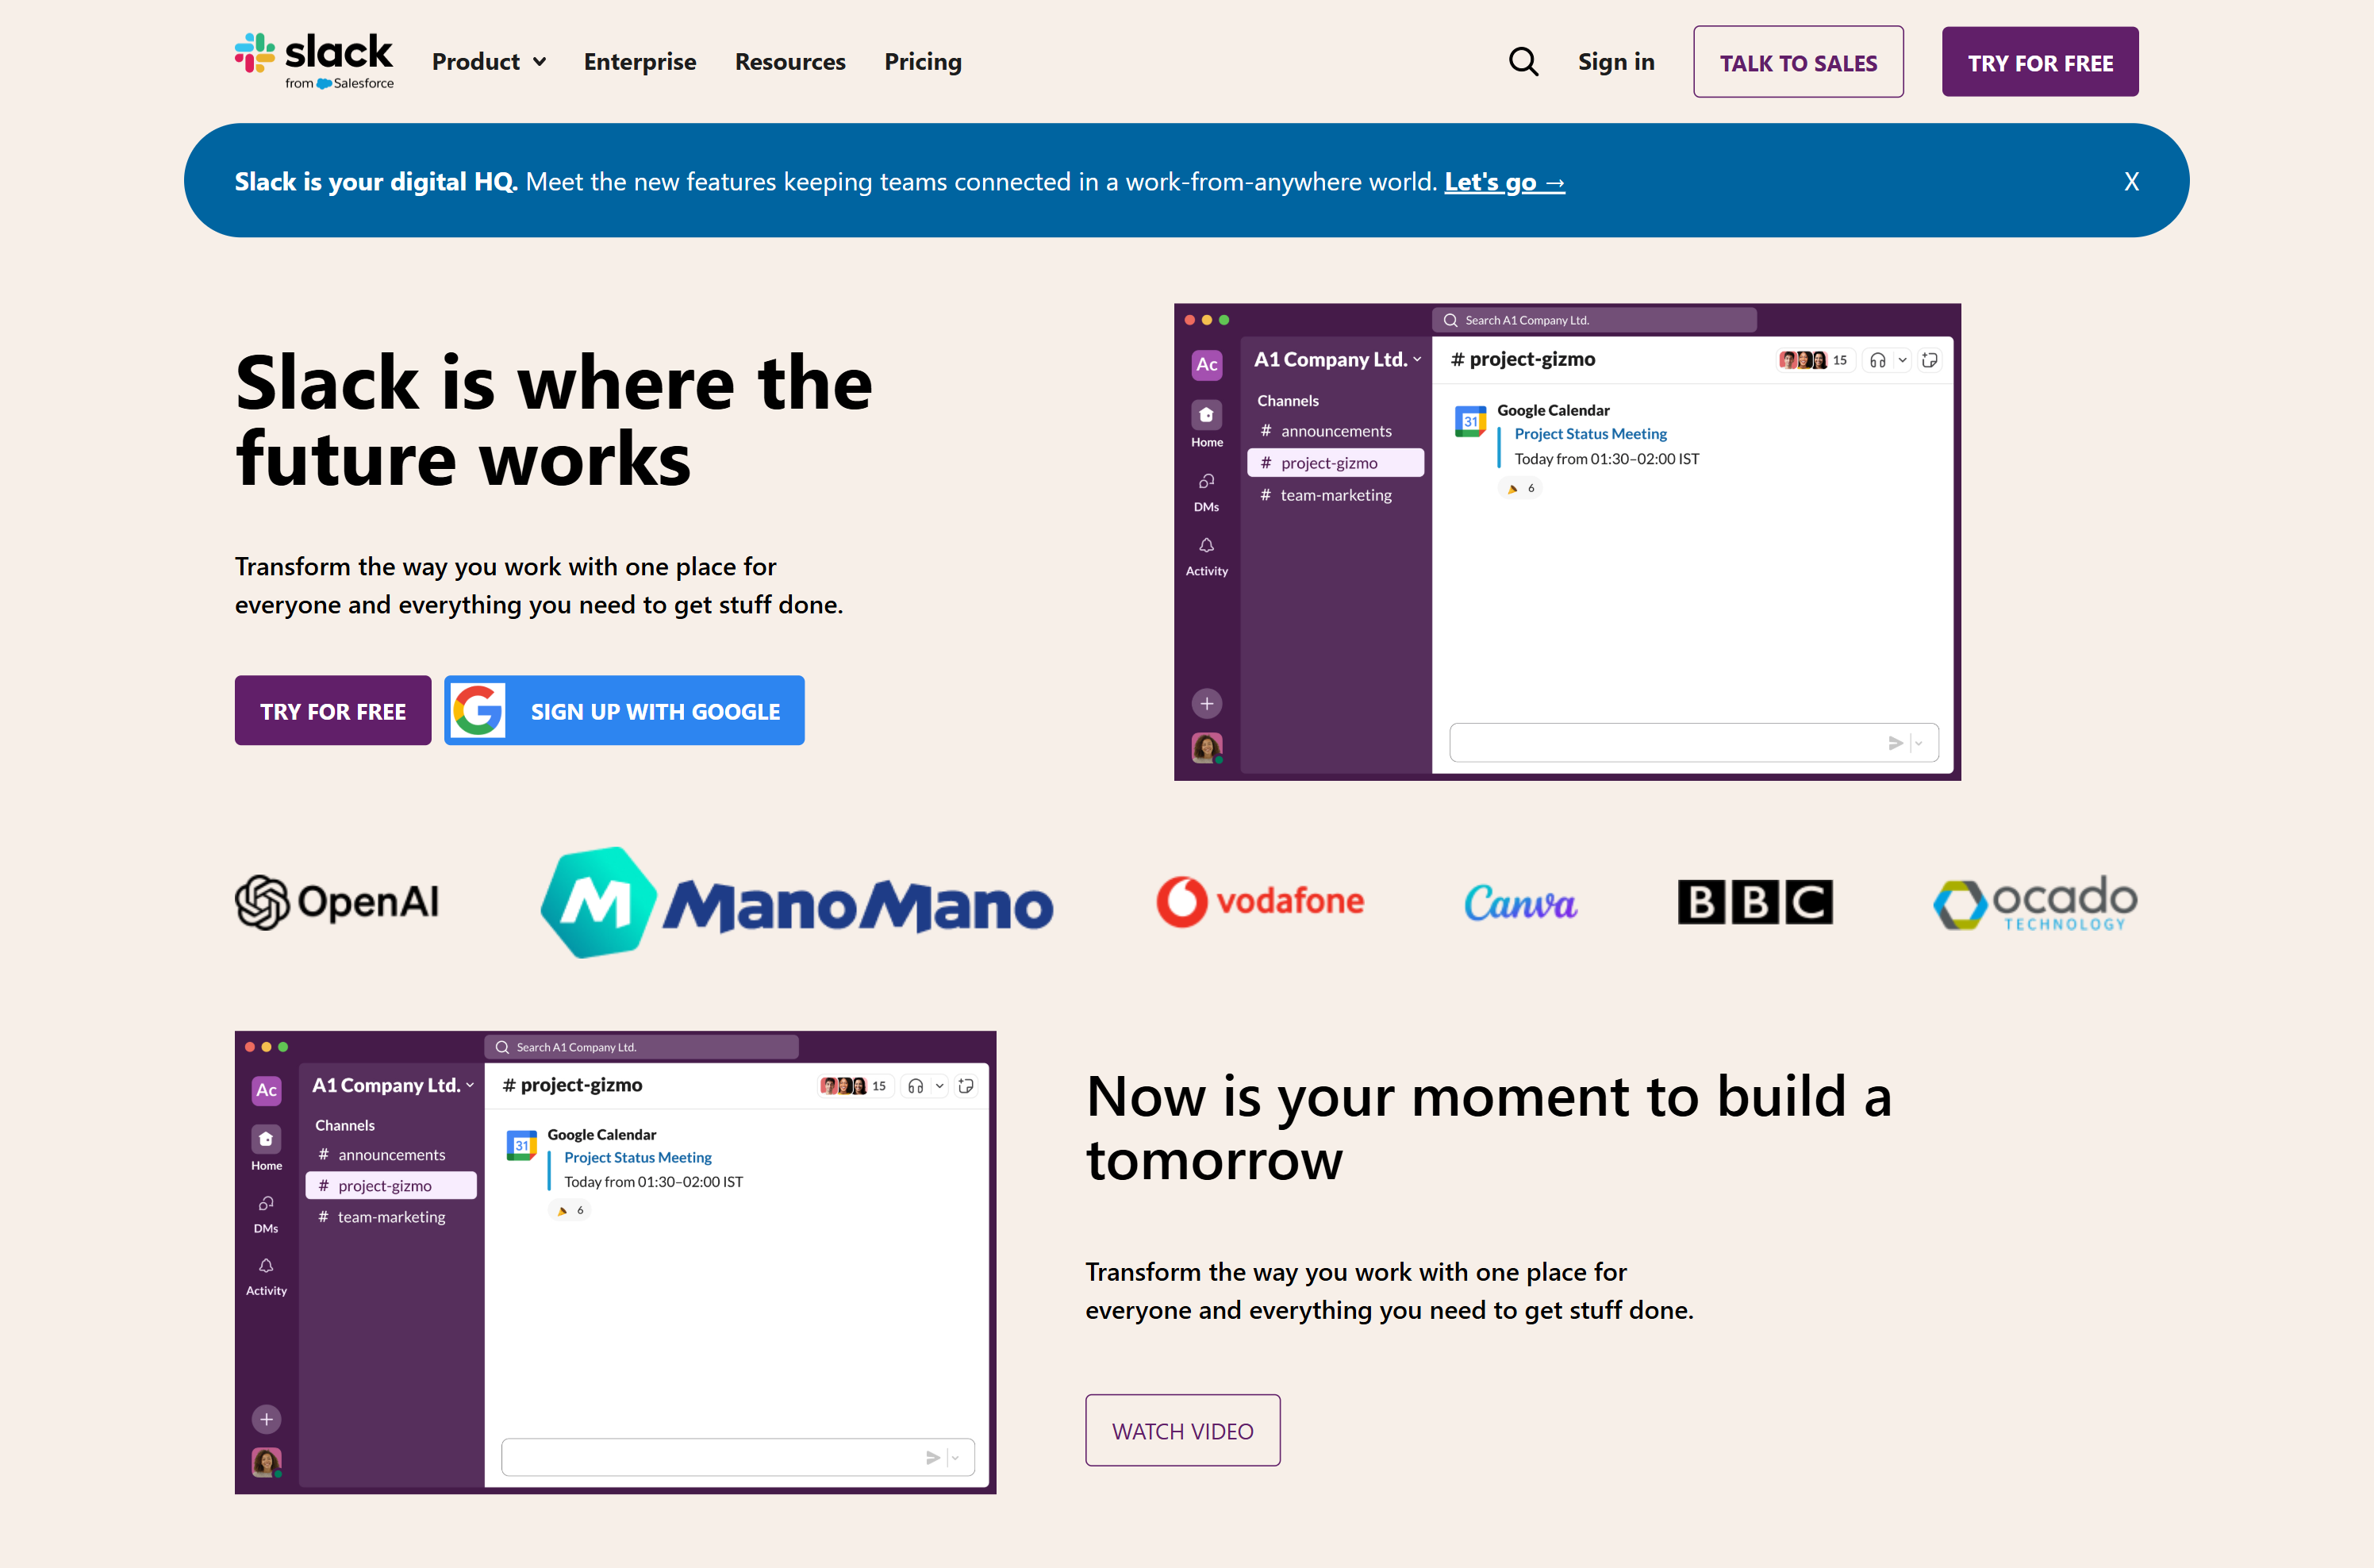 slack
from Salesforce
Product
Enterprise
Resources
Pricing
Sign in
TALK TO SALES
TRY FOR FREE
Slack is your digital HQ. Meet the new features keeping teams connected in a work-from-anywhere world. Let's go →
X
Slack is where the
future works
Transform the way you work with one place for
everyone and everything you need to get stuff done.
TRY FOR FREE
SIGN UP WITH GOOGLE
Search A1 Company Ltd.
Ac
Home
DMs
Activity
A1 Company Ltd.
Channels
# announcements
# project-gizmo
# team-marketing
# project-gizmo
15
31
Google Calendar
Project Status Meeting
Today from 01:30–02:00 IST
6
OpenAI
ManoMano
vodafone
Canva
BBC
ocado
TECHNOLOGY
Search A1 Company Ltd.
Ac
Home
DMs
Activity
A1 Company Ltd.
Channels
# announcements
# project-gizmo
# team-marketing
# project-gizmo
15
31
Google Calendar
Project Status Meeting
Today from 01:30–02:00 IST
6
Now is your moment to build a
tomorrow
Transform the way you work with one place for
everyone and everything you need to get stuff done.
WATCH VIDEO